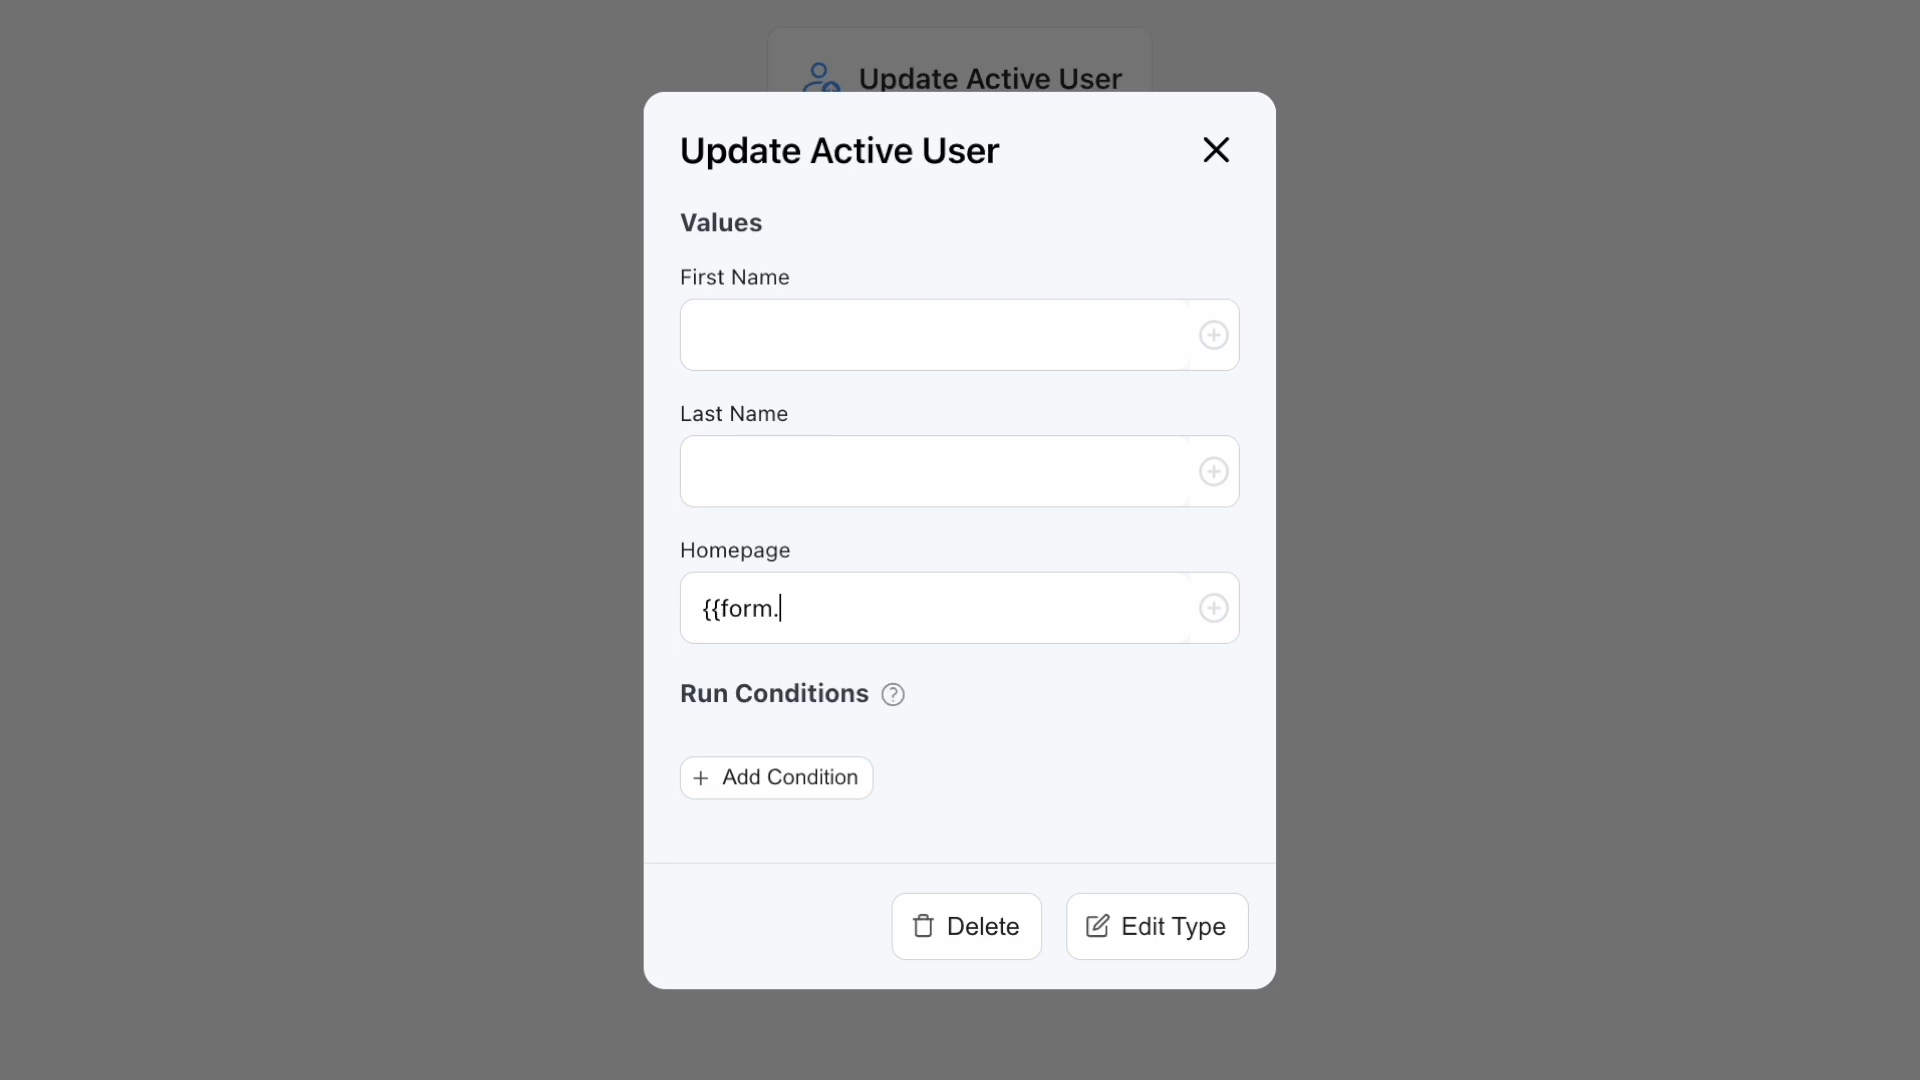 Update Active User
Update Active User
Values
First Name
Last Name
Homepage
{{form.
Run Conditions
Add Condition
Delete
Edit Type